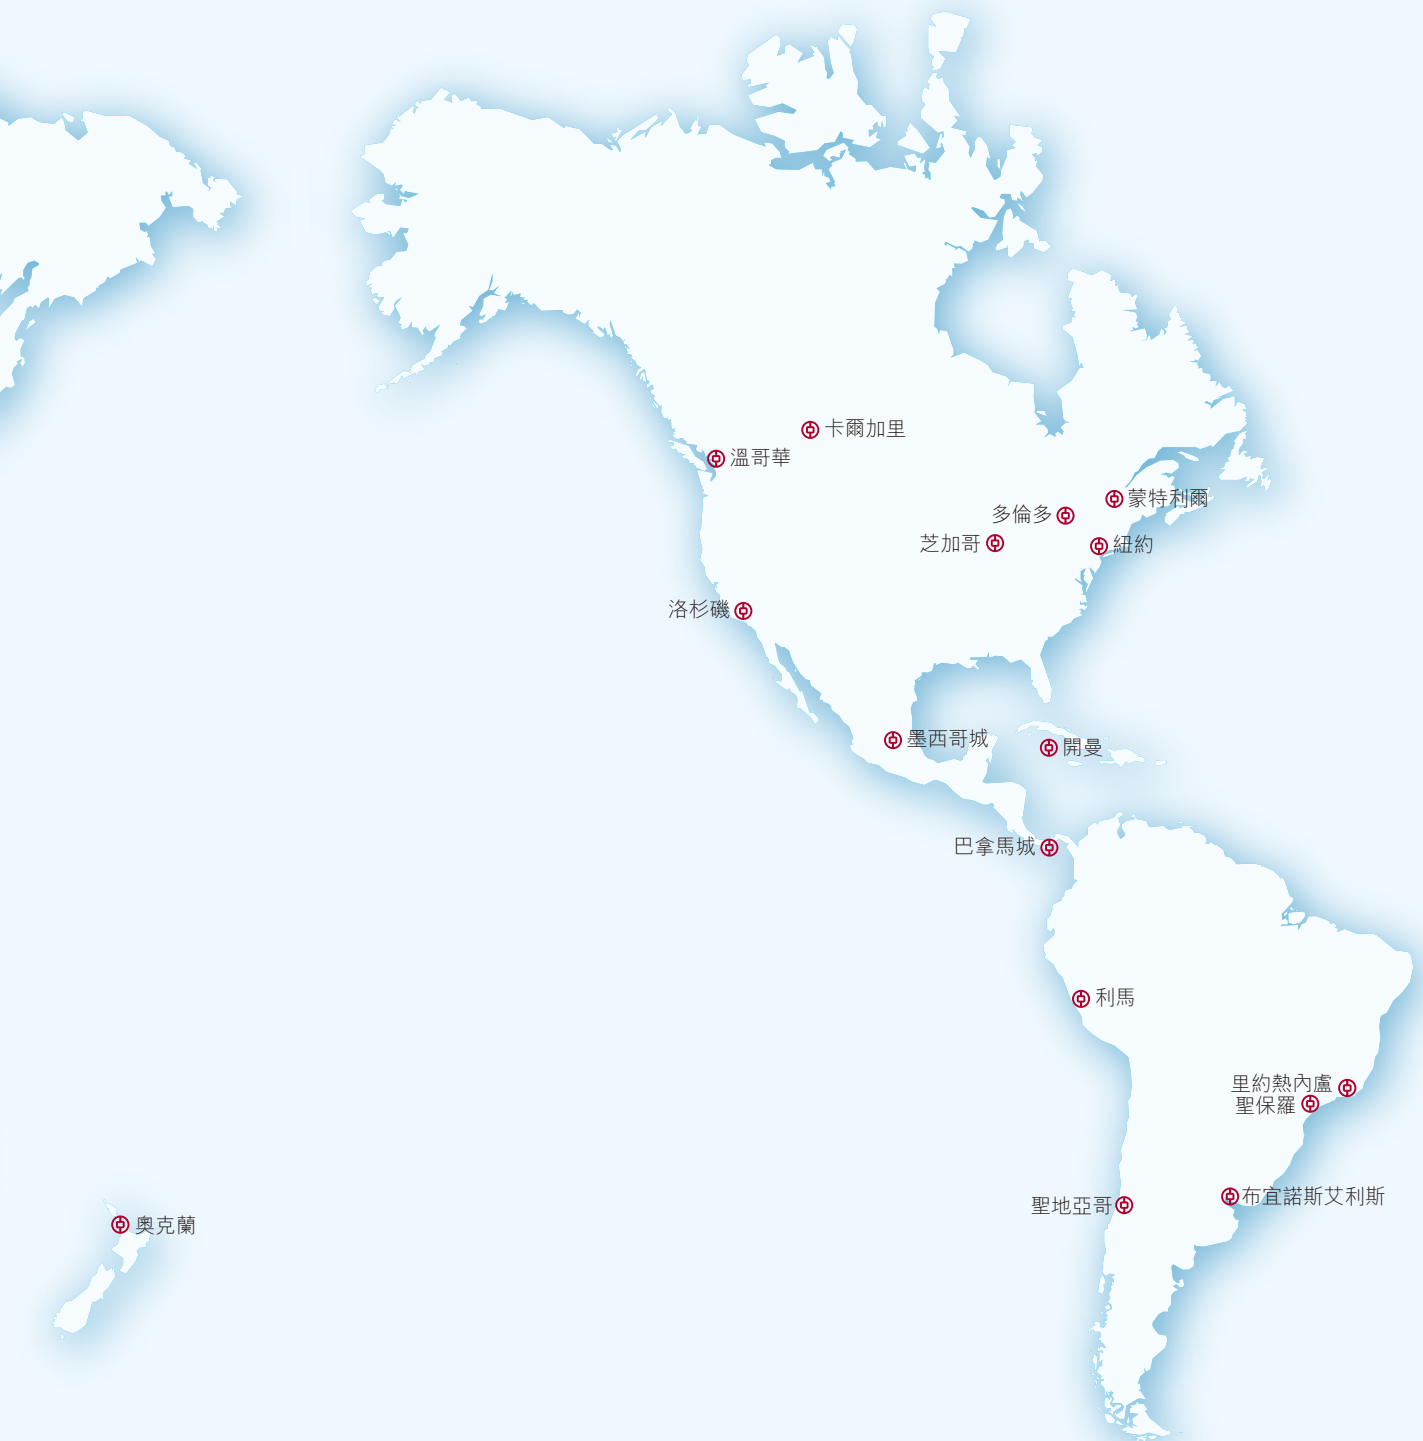 卡爾加里
溫哥華
蒙特利爾
多倫多
芝加哥
紐約
洛杉磯
墨西哥城
開曼
巴拿馬城
利馬
里約熱內盧
聖保羅
聖地亞哥
布宜諾斯艾利斯
奧克蘭